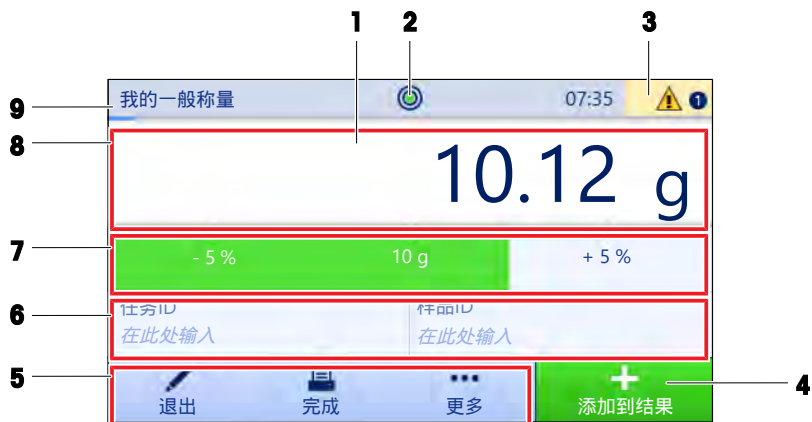 1 2 3
9 我的一般称量 07:35 1
8 10.12 g
7 - 5 % 10 g + 5 %
6 任务ID 样品ID
在此处输入 在此处输入
5 退出 完成 更多 添加到结果 4